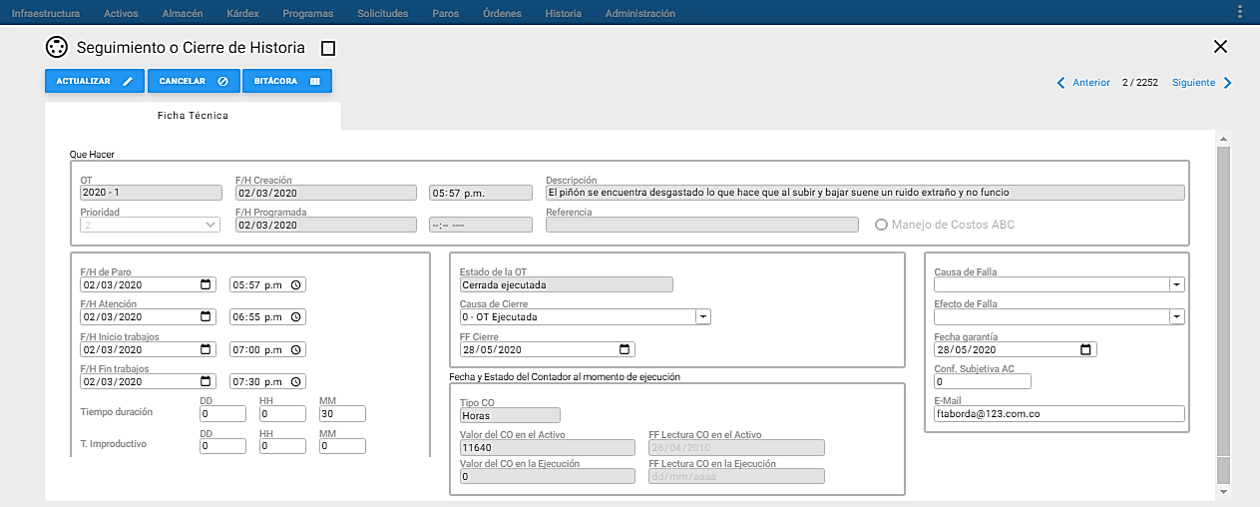 Infraestructura Activos Almacén Kárdex Programas Solicitudes Paros Órdenes Historia Administración
Seguimiento o Cierre de Historia
ACTUALIZAR CANCELAR BITÁCORA Anterior 2 / 2252 Siguiente
Ficha Técnica
Que Hacer
OT F/H Creación Descripción
2020 - 1 02/03/2020 05:57 p.m. El piñón se encuentra desgastado lo que hace que al subir y bajar suene un ruido extraño y no funcio
Prioridad F/H Programada Referencia
2 02/03/2020 --:-- ---- Manejo de Costos ABC
F/H de Paro Estado de la OT Causa de Falla
02/03/2020 05:57 p.m Cerrada ejecutada
F/H Atención Causa de Cierre Efecto de Falla
02/03/2020 06:55 p.m 0 - OT Ejecutada
F/H Inicio trabajos FF Cierre Fecha garantía
02/03/2020 07:00 p.m 28/05/2020 28/05/2020
F/H Fin trabajos Fecha y Estado del Contador al momento de ejecución Conf. Subjetiva AC
02/03/2020 07:30 p.m 0
DD HH MM Tipo CO E-Mail
Tiempo duración 0 0 30 Horas ftaborda@123.com.co
DD HH MM Valor del CO en el Activo FF Lectura CO en el Activo
T. Improductivo 0 0 0 11640 26/04/2010
Valor del CO en la Ejecución FF Lectura CO en la Ejecución
0 dd/mm/aaaa